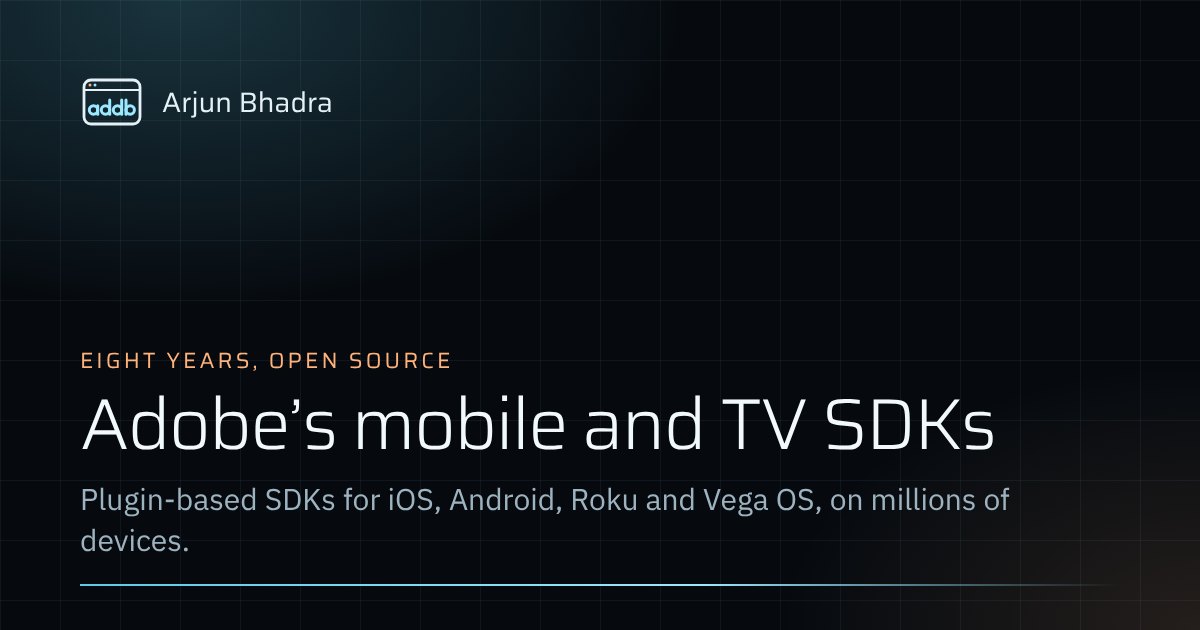 addb
Arjun Bhadra
EIGHT YEARS, OPEN SOURCE
Adobe’s mobile and TV SDKs
Plugin-based SDKs for iOS, Android, Roku and Vega OS, on millions of
devices.